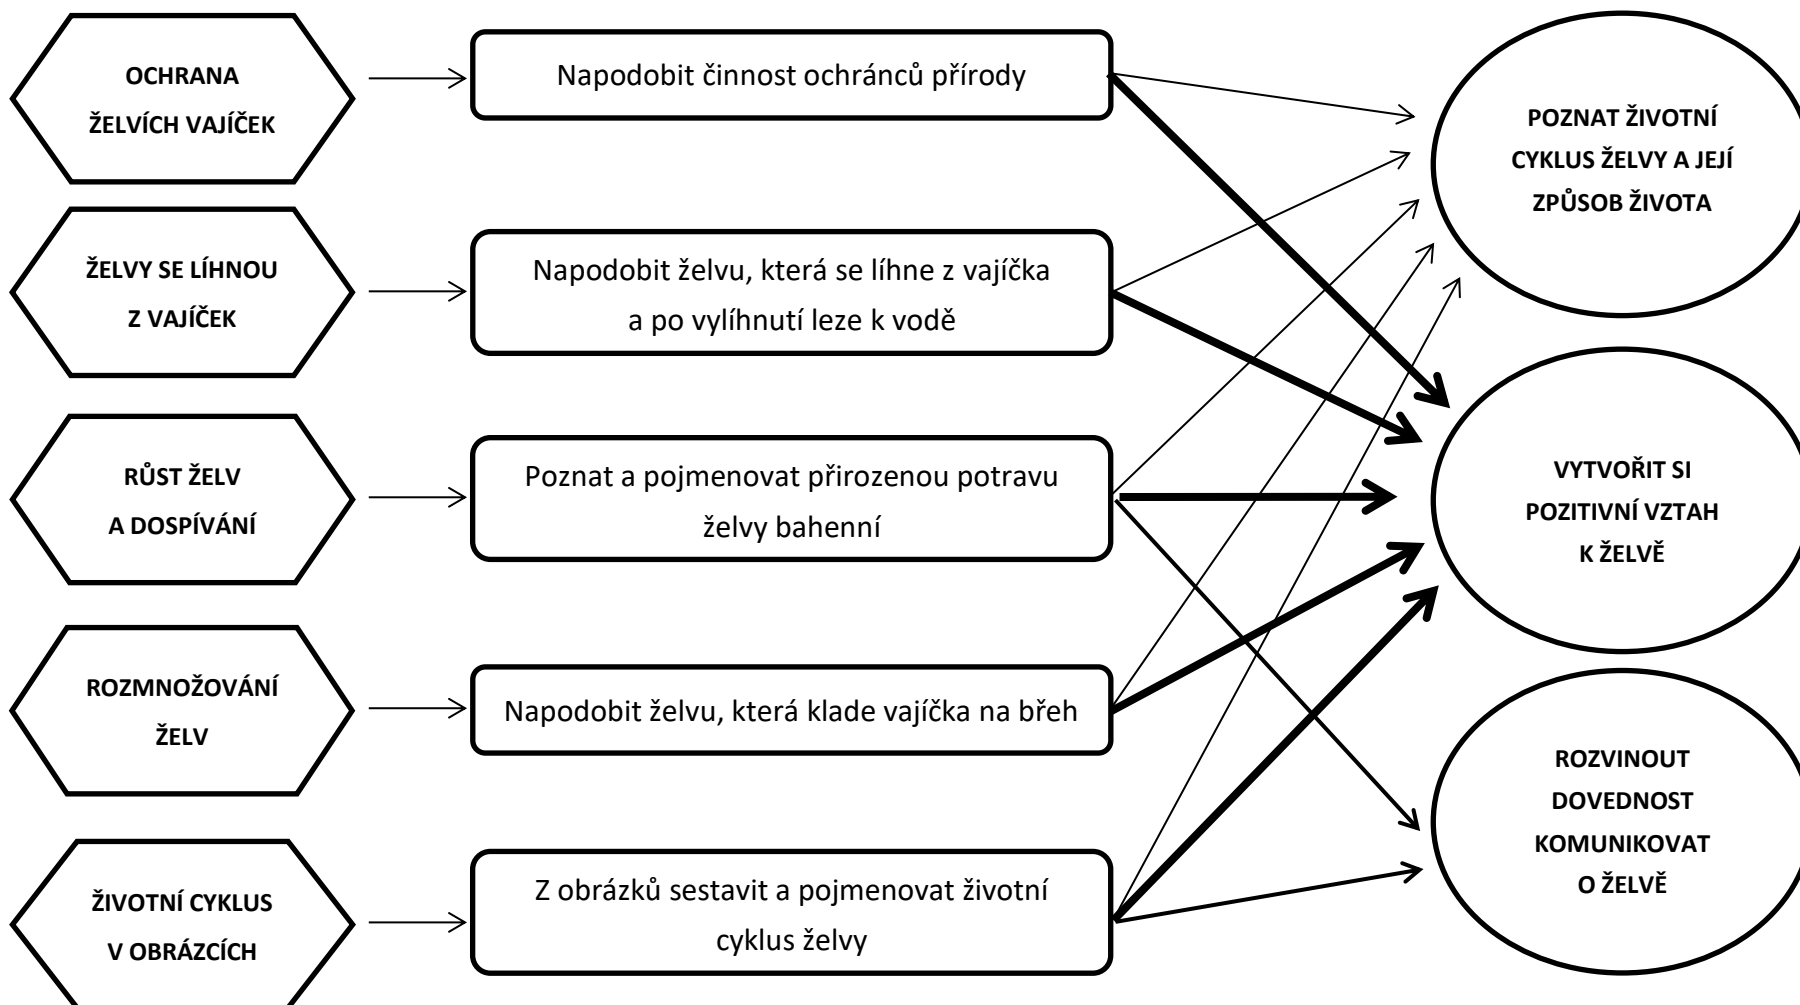 OCHRANA
ŽELVÍCH VAJÍČEK
Napodobit činnost ochránců přírody
POZNAT ŽIVOTNÍ
CYKLUS ŽELVY A JEJÍ
ZPŮSOB ŽIVOTA
ŽELVY SE LÍHNOU
Z VAJÍČEK
Napodobit želvu, která se líhne z vajíčka
a po vylíhnutí leze k vodě
RŮST ŽELV
A DOSPÍVÁNÍ
Poznat a pojmenovat přirozenou potravu
želvy bahenní
VYTVOŘIT SI
POZITIVNÍ VZTAH
K ŽELVĚ
ROZMNOŽOVÁNÍ
ŽELV
Napodobit želvu, která klade vajíčka na břeh
ROZVINOUT
DOVEDNOST
KOMUNIKOVAT
O ŽELVĚ
ŽIVOTNÍ CYKLUS
V OBRÁZCÍCH
Z obrázků sestavit a pojmenovat životní
cyklus želvy